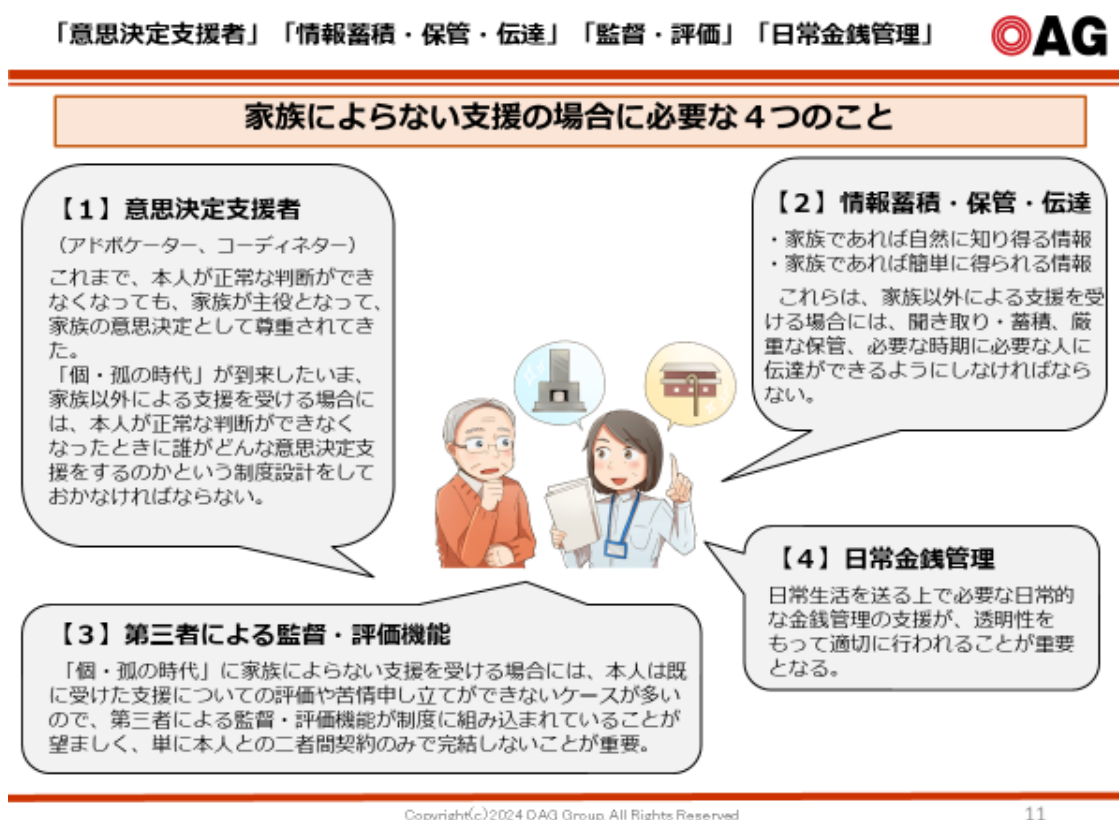 「意思決定支援者」「情報蓄積・保管・伝達」「監督・評価」「日常金銭管理」
OAG
家族によらない支援の場合に必要な４つのこと
【１】意思決定支援者
（アドボケーター、コーディネター）
これまで、本人が正常な判断ができ
なくなっても、家族が主役となって、
家族の意思決定として尊重されてき
た。
「個・孤の時代」が到来したいま、
家族以外による支援を受ける場合に
は、本人が正常な判断ができなく
なったときに誰がどんな意思決定支
援をするのかという制度設計をして
おかなければならない。
【２】情報蓄積・保管・伝達
・家族であれば自然に知り得る情報
・家族であれば簡単に得られる情報
これらは、家族以外による支援を受
ける場合には、聞き取り・蓄積、厳
重な保管、必要な時期に必要な人に
伝達ができるようにしなければなら
ない。
【３】第三者による監督・評価機能
「個・孤の時代」に家族によらない支援を受ける場合には、本人は既
に受けた支援についての評価や苦情申し立てができないケースが多い
ので、第三者による監督・評価機能が制度に組み込まれていることが
望ましく、単に本人との二者間契約のみで完結しないことが重要。
【４】日常金銭管理
日常生活を送る上で必要な日常的
な金銭管理の支援が、透明性を
もって適切に行われることが重要
となる。
Copyright(c)2024 OAG Group. All Rights Reserved
11